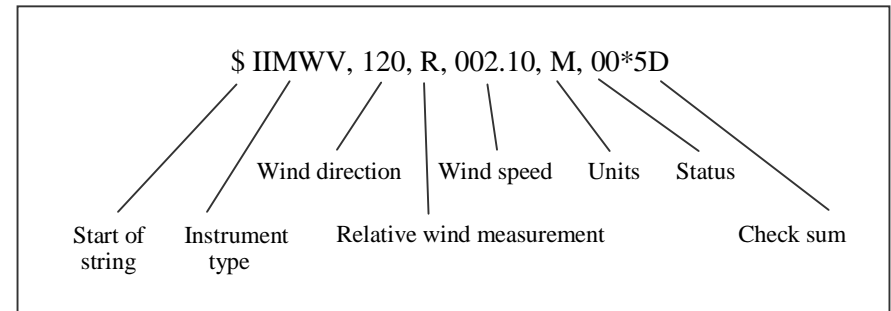 $ IIMWV, 120, R, 002.10, M, 00*5D
Wind direction Wind speed Units Status
Start of string Instrument type Relative wind measurement Check sum